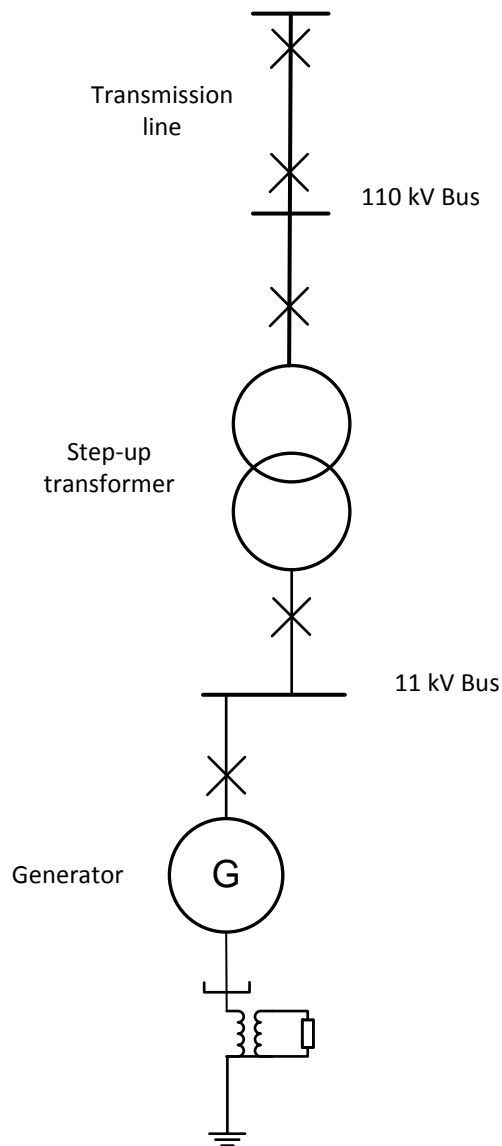 Transmission
line
110 kV Bus
Step-up
transformer
11 kV Bus
Generator
G